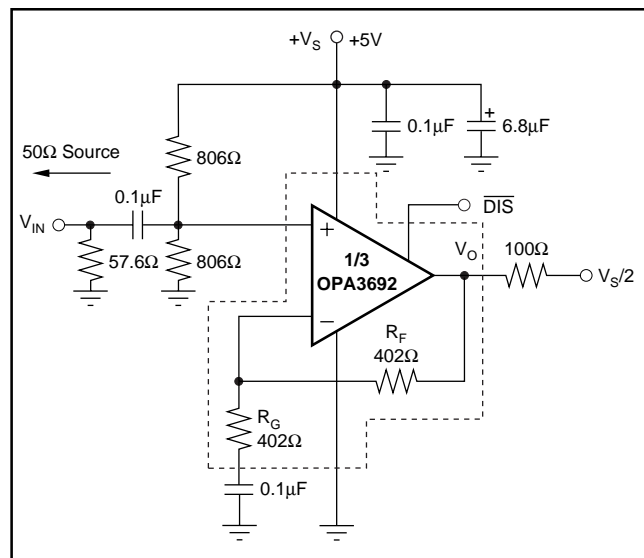 +V_S
+5V
0.1μF
6.8μF
+
50Ω Source
806Ω
0.1μF
V_IN
57.6Ω
806Ω
+
1/3
OPA3692
−
D̅I̅S̅
V_O
100Ω
V_S/2
R_F
402Ω
R_G
402Ω
0.1μF